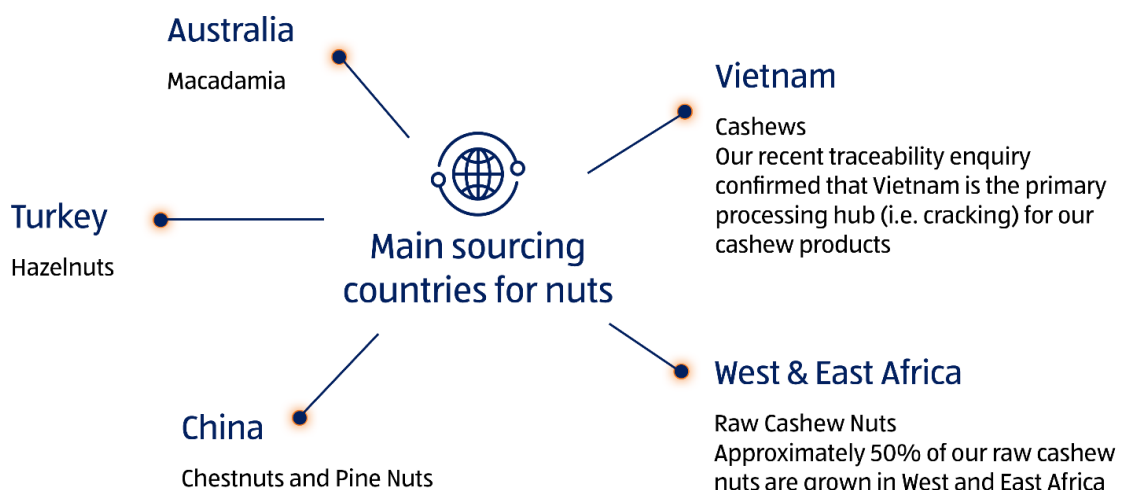 Australia
Macadamia
Vietnam
Cashews
Our recent traceability enquiry
confirmed that Vietnam is the primary
processing hub (i.e. cracking) for our
cashew products
Turkey
Hazelnuts
Main sourcing
countries for nuts
China
Chestnuts and Pine Nuts
West & East Africa
Raw Cashew Nuts
Approximately 50% of our raw cashew
nuts are grown in West and East Africa